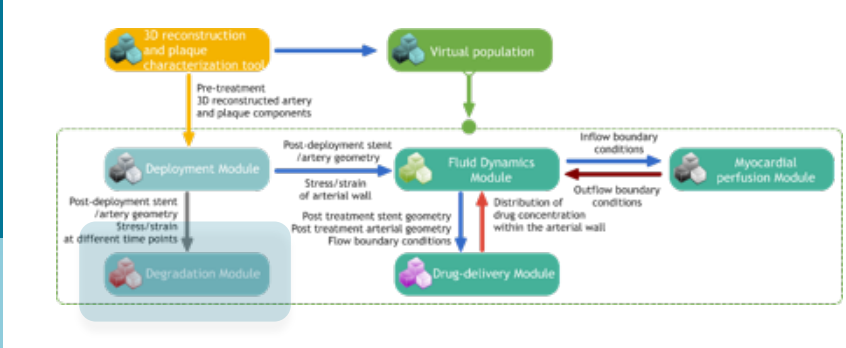 3D reconstruction
and plaque
characterization tool
Virtual population
Pre-treatment
3D reconstructed artery
and plaque components
Deployment Module
Post-deployment stent
/artery geometry
Stress/strain
of arterial wall
Fluid Dynamics
Module
Inflow boundary
conditions
Outflow boundary
conditions
Myocardial
perfusion Module
Post-deployment stent
/artery geometry
Stress/strain
at different time points
Post treatment stent geometry
Post treatment arterial geometry
Flow boundary conditions
Distribution of
drug concentration
within the arterial wall
Degradation Module
Drug-delivery Module